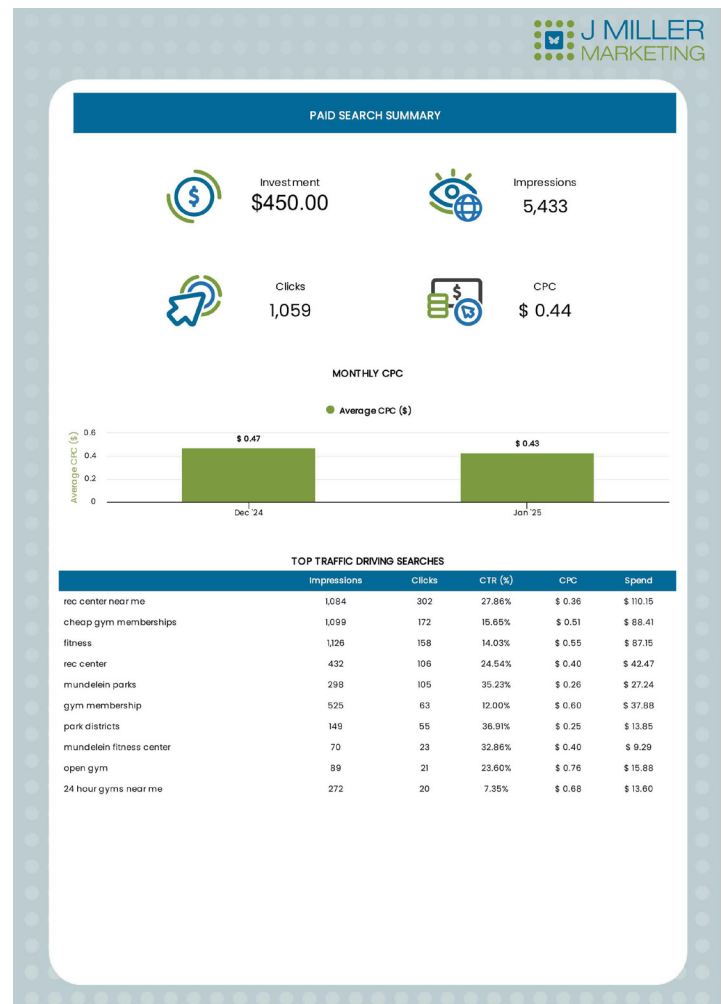 J MILLER
MARKETING
PAID SEARCH SUMMARY
Investment
$450.00
Impressions
5,433
Clicks
1,059
CPC
$ 0.44
MONTHLY CPC
Average CPC ($)
Average CPC ($)
0.6
0.4
0.2
0
$ 0.47
$ 0.43
Dec '24
Jan '25
TOP TRAFFIC DRIVING SEARCHES
Impressions Clicks CTR (%) CPC Spend
rec center near me 1,084 302 27.86% $ 0.36 $ 110.15
cheap gym memberships 1,099 172 15.65% $ 0.51 $ 88.41
fitness 1,126 158 14.03% $ 0.55 $ 87.15
rec center 432 106 24.54% $ 0.40 $ 42.47
mundelein parks 298 105 35.23% $ 0.26 $ 27.24
gym membership 525 63 12.00% $ 0.60 $ 37.88
park districts 149 55 36.91% $ 0.25 $ 13.85
mundelein fitness center 70 23 32.86% $ 0.40 $ 9.29
open gym 89 21 23.60% $ 0.76 $ 15.88
24 hour gyms near me 272 20 7.35% $ 0.68 $ 13.60